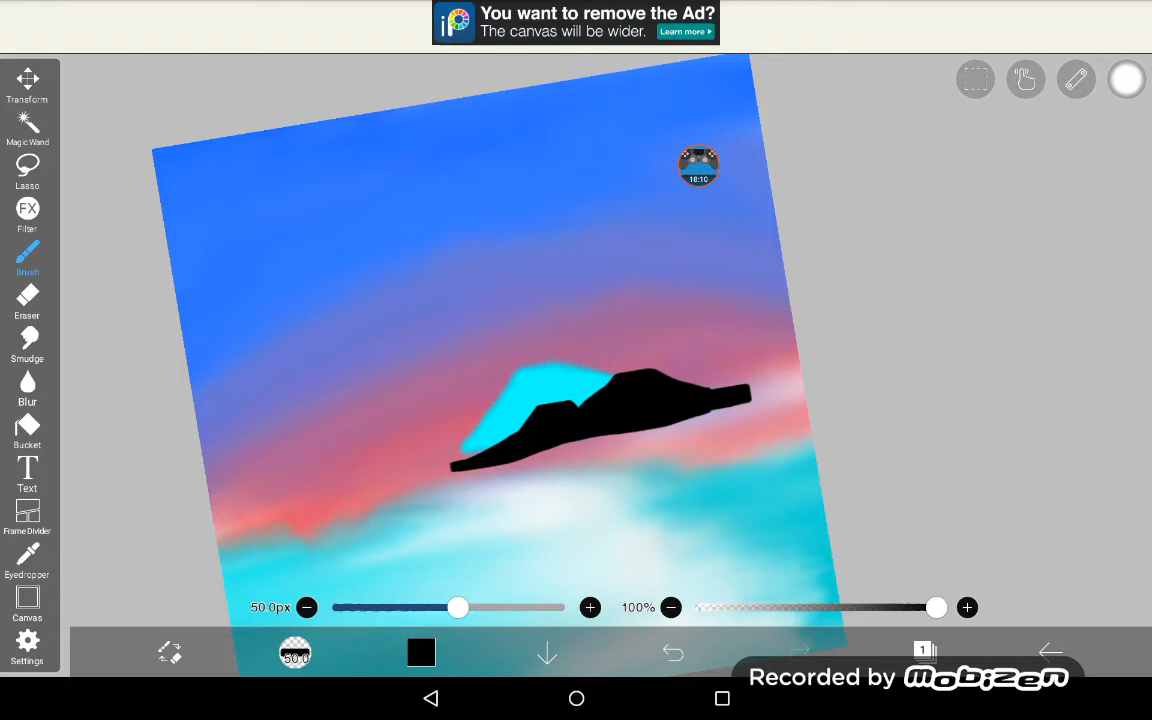 iP
You want to remove the Ad?
The canvas will be wider.
Learn more
Transform
Magic Wand
Lasso
FX
Filter
Brush
Eraser
Smudge
Blur
Bucket
T
Text
Frame Divider
Eyedropper
Canvas
Settings
18:10
50.0px
100%
50.0
1
Recorded by mobizen